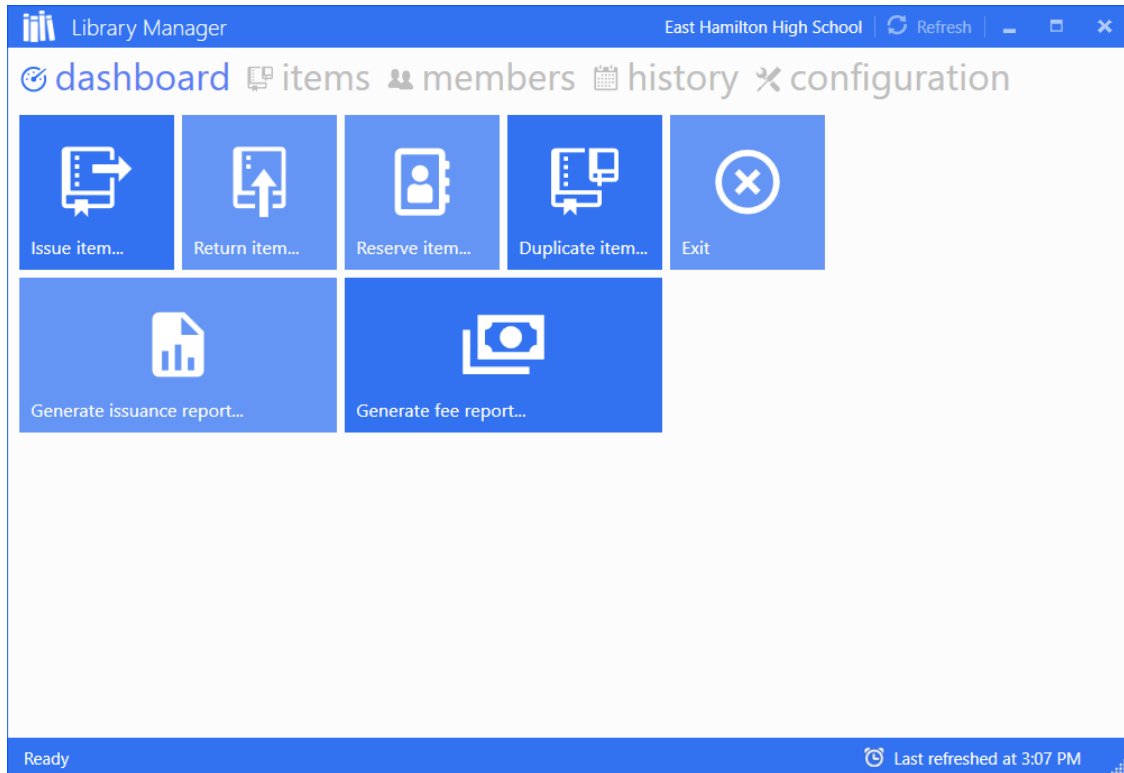 Library Manager East Hamilton High School Refresh
dashboard items members history configuration
Issue item... Return item... Reserve item... Duplicate item... Exit
Generate issuance report... Generate fee report...
Ready Last refreshed at 3:07 PM